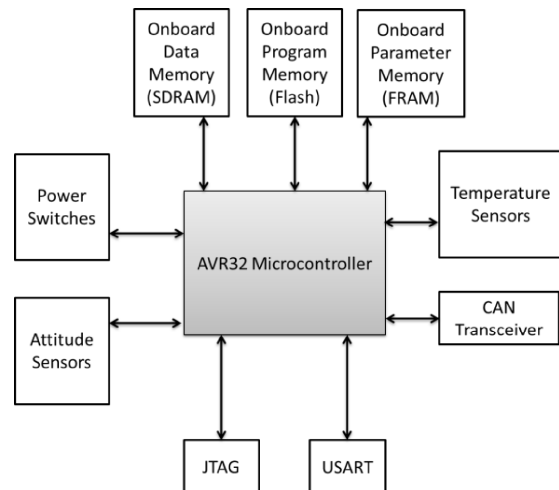 Onboard
Data
Memory
(SDRAM)
Onboard
Program
Memory
(Flash)
Onboard
Parameter
Memory
(FRAM)
Power
Switches
Temperature
Sensors
AVR32 Microcontroller
Attitude
Sensors
CAN
Transceiver
JTAG
USART